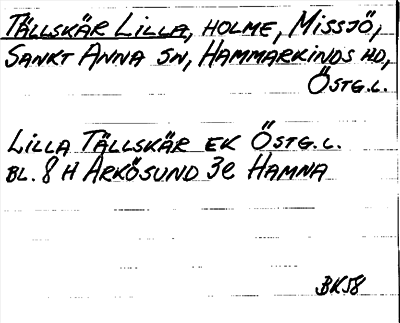 TÄLLSKÄR LILLA, HOLME, MISSJÖ,
SANKT ANNA SN, HAMMARKINDS HD,
ÖSTG.L.
LILLA TÄLLSKÄR EK ÖSTG.L.
BL. 8 H ARKÖSUND 3e HAMNA
BK58